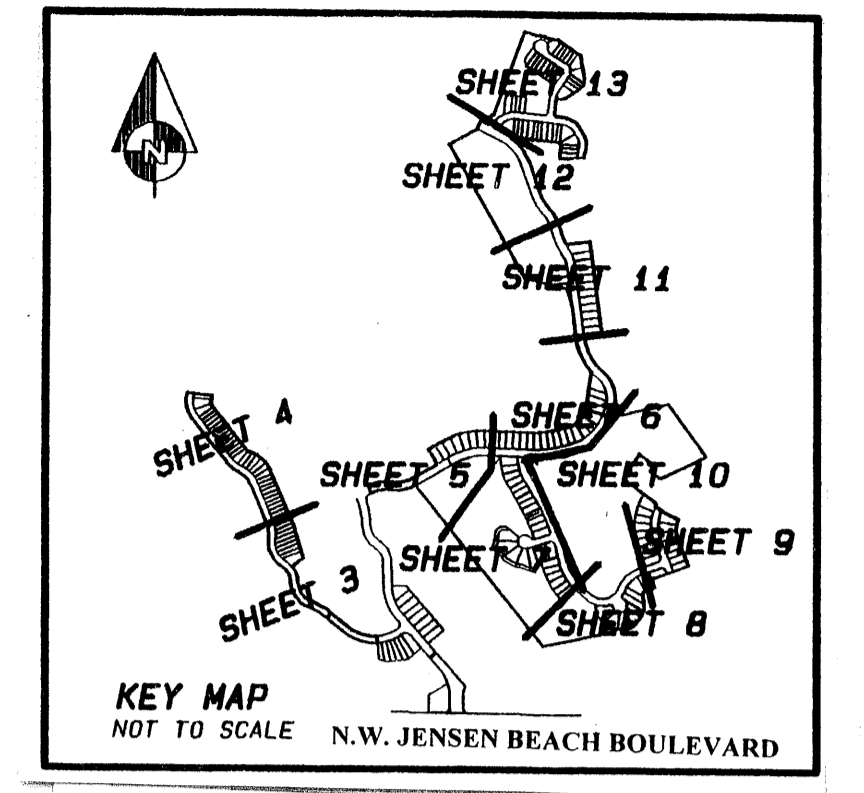 SHEET 13
N
SHEET 12
SHEET 11
SHEET 4
SHEET 6
SHEET 5
SHEET 10
SHEET 7
SHEET 9
SHEET 3
SHEET 8
KEY MAP
NOT TO SCALE
N.W. JENSEN BEACH BOULEVARD